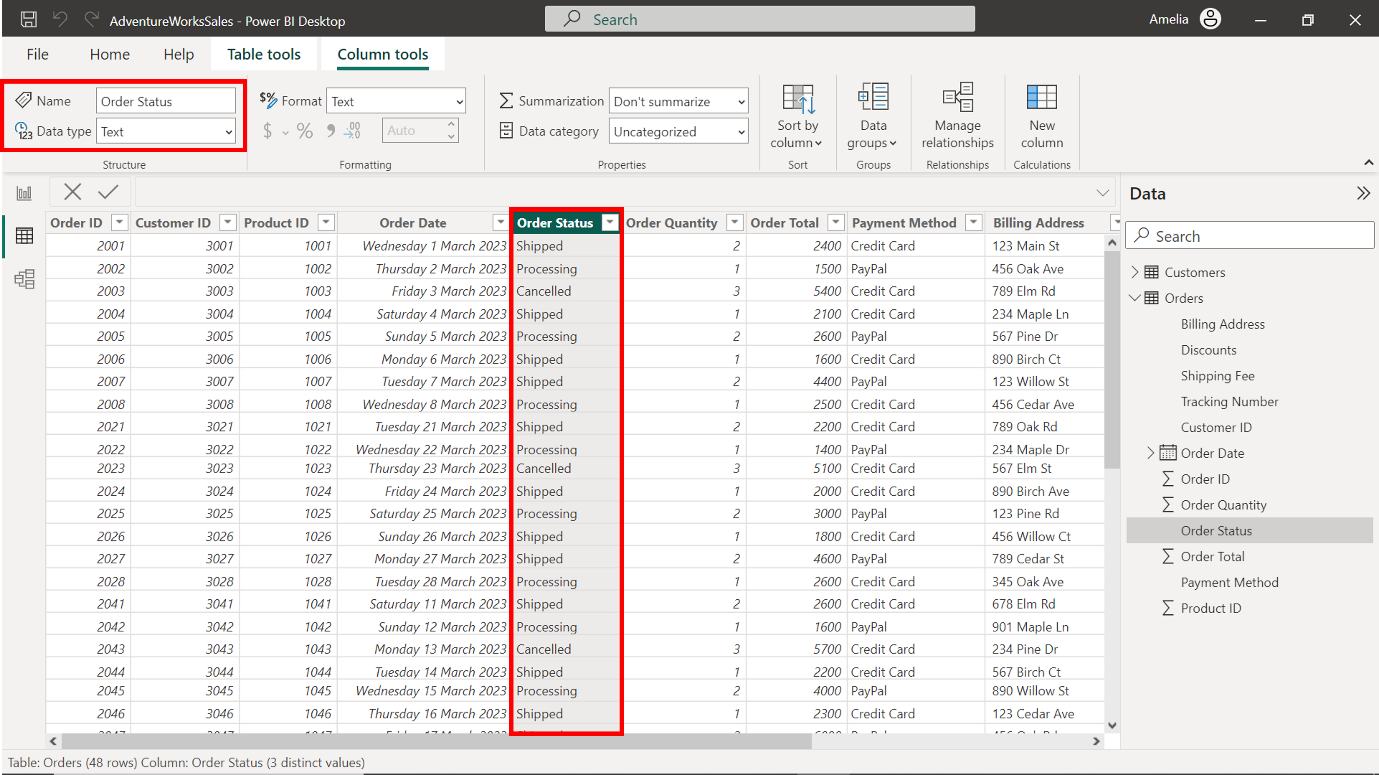 AdventureWorksSales - Power BI Desktop Search Amelia
File Home Help Table tools Column tools
Name Order Status $% Format Text Summarization Don't summarize
123 Data type Text $ % 9 .00 Auto Data category Uncategorized
Sort by column Data groups Manage relationships New column
Structure Formatting Properties Sort Groups Relationships Calculations
Data
Order ID Customer ID Product ID Order Date Order Status Order Quantity Order Total Payment Method Billing Address
2001 3001 1001 Wednesday 1 March 2023 Shipped 2 2400 Credit Card 123 Main St
2002 3002 1002 Thursday 2 March 2023 Processing 1 1500 PayPal 456 Oak Ave
2003 3003 1003 Friday 3 March 2023 Cancelled 3 5400 Credit Card 789 Elm Rd
2004 3004 1004 Saturday 4 March 2023 Shipped 1 2100 Credit Card 234 Maple Ln
2005 3005 1005 Sunday 5 March 2023 Processing 2 2600 PayPal 567 Pine Dr
2006 3006 1006 Monday 6 March 2023 Shipped 1 1600 Credit Card 890 Birch Ct
2007 3007 1007 Tuesday 7 March 2023 Shipped 2 4400 PayPal 123 Willow St
2008 3008 1008 Wednesday 8 March 2023 Processing 1 2500 Credit Card 456 Cedar Ave
2021 3021 1021 Tuesday 21 March 2023 Shipped 2 2200 Credit Card 789 Oak Rd
2022 3022 1022 Wednesday 22 March 2023 Processing 1 1400 PayPal 234 Maple Dr
2023 3023 1023 Thursday 23 March 2023 Cancelled 3 5100 Credit Card 567 Elm St
2024 3024 1024 Friday 24 March 2023 Shipped 1 2000 Credit Card 890 Birch Ave
2025 3025 1025 Saturday 25 March 2023 Processing 2 3000 PayPal 123 Pine Rd
2026 3026 1026 Sunday 26 March 2023 Shipped 1 1800 Credit Card 456 Willow Ct
2027 3027 1027 Monday 27 March 2023 Shipped 2 4600 PayPal 789 Cedar St
2028 3028 1028 Tuesday 28 March 2023 Processing 1 2600 Credit Card 345 Oak Ave
2041 3041 1041 Saturday 11 March 2023 Shipped 2 2600 Credit Card 678 Elm Rd
2042 3042 1042 Sunday 12 March 2023 Processing 1 1600 PayPal 901 Maple Ln
2043 3043 1043 Monday 13 March 2023 Cancelled 3 5700 Credit Card 234 Pine Dr
2044 3044 1044 Tuesday 14 March 2023 Shipped 1 2200 Credit Card 567 Birch Ct
2045 3045 1045 Wednesday 15 March 2023 Processing 2 4000 PayPal 890 Willow St
2046 3046 1046 Thursday 16 March 2023 Shipped 1 2300 Credit Card 123 Cedar Ave
Search
Customers
Orders
Billing Address
Discounts
Shipping Fee
Tracking Number
Customer ID
Order Date
Order ID
Order Quantity
Order Status
Order Total
Payment Method
Product ID
Table: Orders (48 rows) Column: Order Status (3 distinct values)